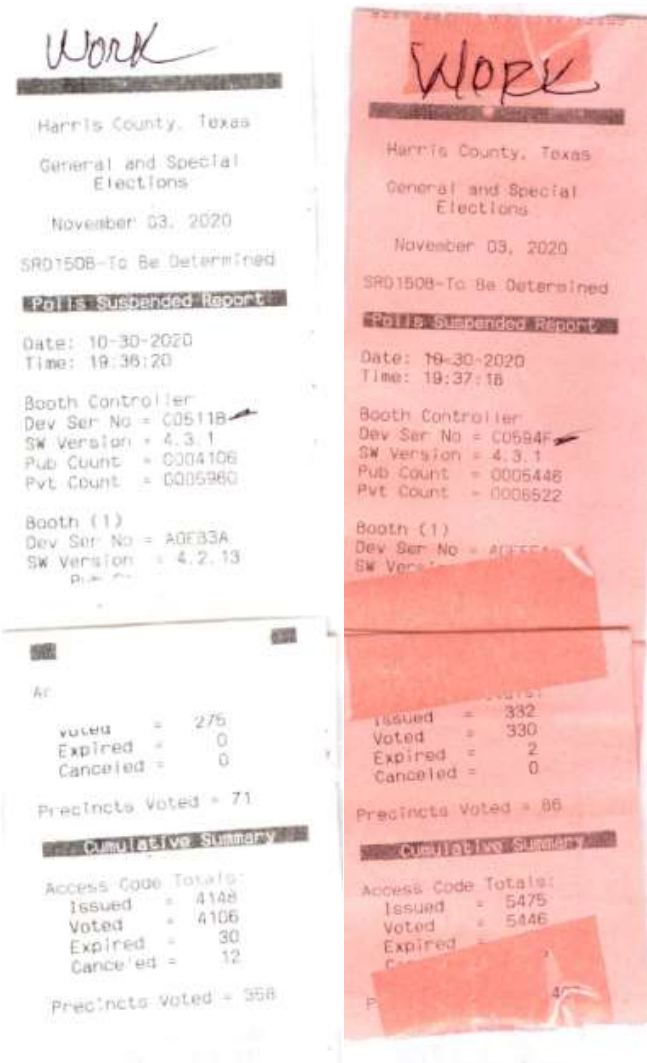 Work
Harris County, Texas
General and Special
Elections
November 03, 2020
SRD150B-To Be Determined
Polls Suspended Report
Date: 10-30-2020
Time: 19:36:20
Booth Controller
Dev Ser No = C0511B
SW Version = 4.3.1
Pub Count = 0004106
Pvt Count = 0005960
Booth (1)
Dev Ser No = A0EB3A
SW Version = 4.2.13
Voted = 275
Expired = 0
Canceled = 0
Precincts Voted = 71
Cumulative Summary
Access Code Totals:
Issued = 4148
Voted = 4106
Expired = 30
Canceled = 12
Precincts Voted = 358
WORK
Harris County, Texas
General and Special
Elections
November 03, 2020
SRD150B-To Be Determined
Polls Suspended Report
Date: 10-30-2020
Time: 19:37:18
Booth Controller
Dev Ser No = C0594F
SW Version = 4.3.1
Pub Count = 0005446
Pvt Count = 0006522
Booth (1)
Dev Ser No =
SW
Issued = 332
Voted = 330
Expired = 2
Canceled = 0
Precincts Voted = 86
Cumulative Summary
Access Code Totals:
Issued = 5475
Voted = 5446
Expired =